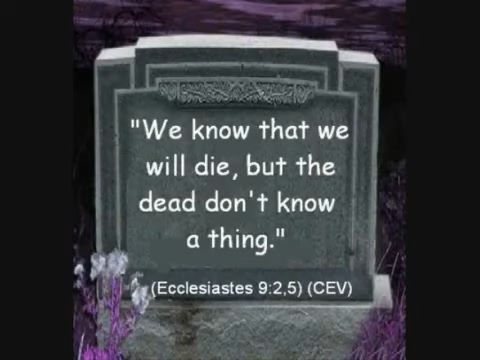 "We know that we
will die, but the
dead don't know
a thing."
(Ecclesiastes 9:2,5) (CEV)